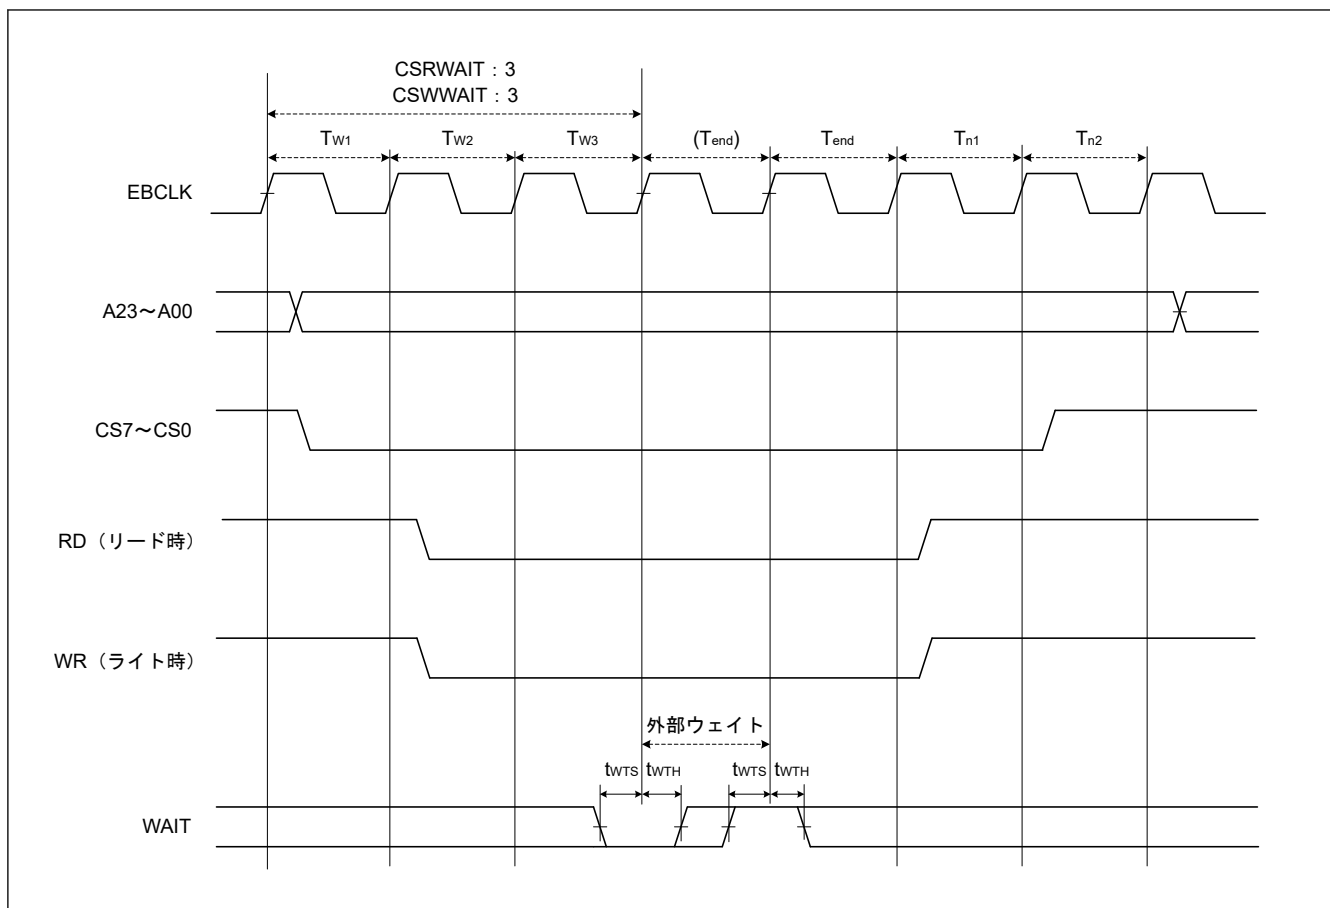 CSRWAIT：3
CSWWAIT：3
TW1 TW2 TW3 (Tend) Tend Tn1 Tn2
EBCLK
A23～A00
CS7～CS0
RD（リード時）
WR（ライト時）
外部ウェイト
tWTS tWTH tWTS tWTH
WAIT